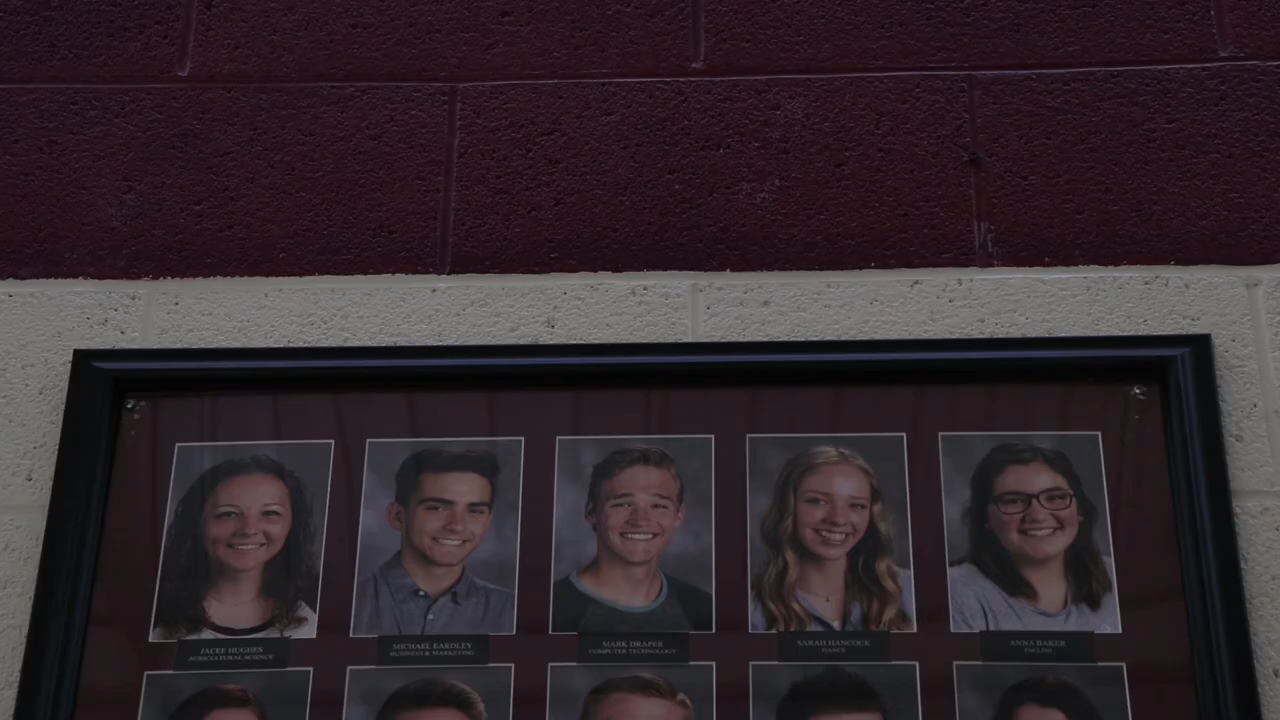 JACEE HUGHES
AGRICULTURAL SCIENCE
MICHAEL EARDLEY
BUSINESS & MARKETING
MARK DRAPER
COMPUTER TECHNOLOGY
SARAH HANCOCK
DANCE
ANNA BAKER
ENGLISH